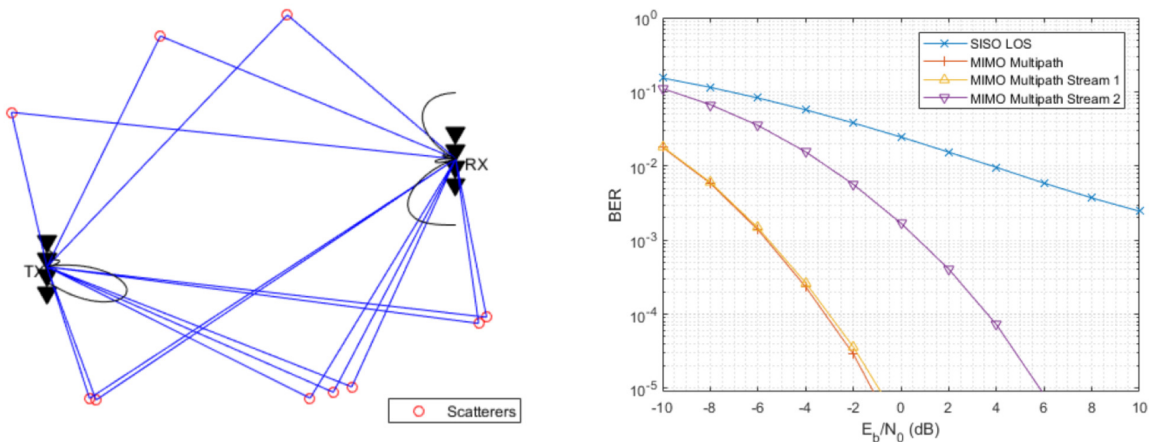 TX
RX
Scatterers
10^0
10^-1
10^-2
10^-3
10^-4
10^-5
BER
SISO LOS
MIMO Multipath
MIMO Multipath Stream 1
MIMO Multipath Stream 2
-10 -8 -6 -4 -2 0 2 4 6 8 10
E_b/N_0 (dB)